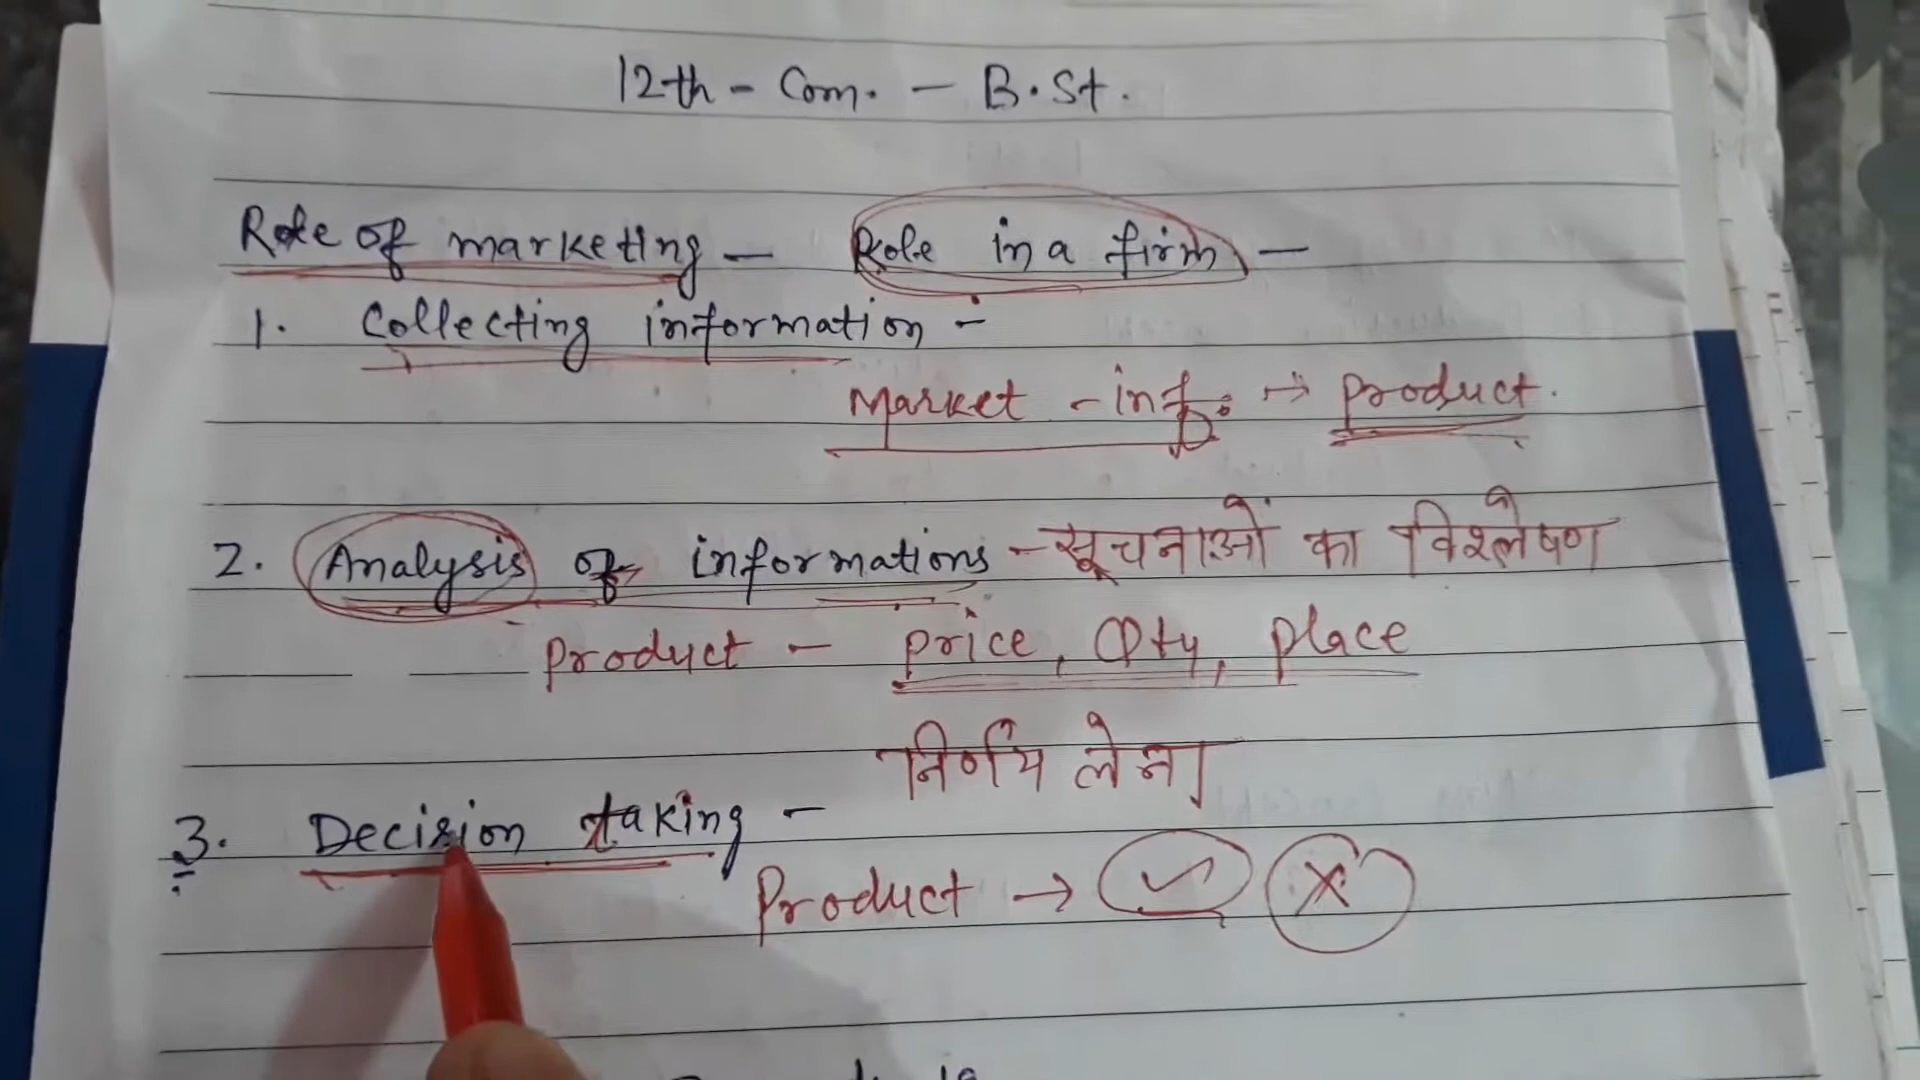 12th - Com. - B.St.
Role of marketing - Role in a firm -
1. Collecting information -
Market - inf. → Product.
2. Analysis of informations - सूचनाओं का विश्लेषण
Product - Price, Qty, Place
निर्णय लेना
3. Decision taking -
Product → ✓ X